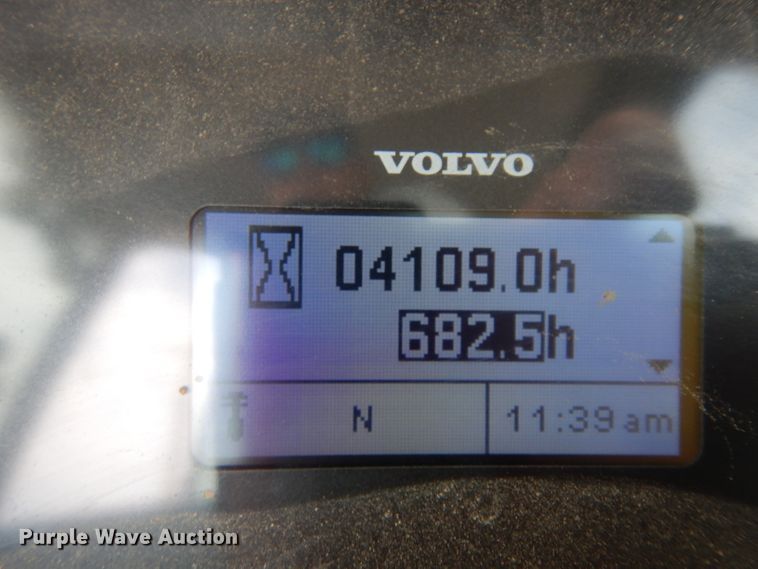 VOLVO
04109.0h
682.5h
N
11:39 am
Purple Wave Auction